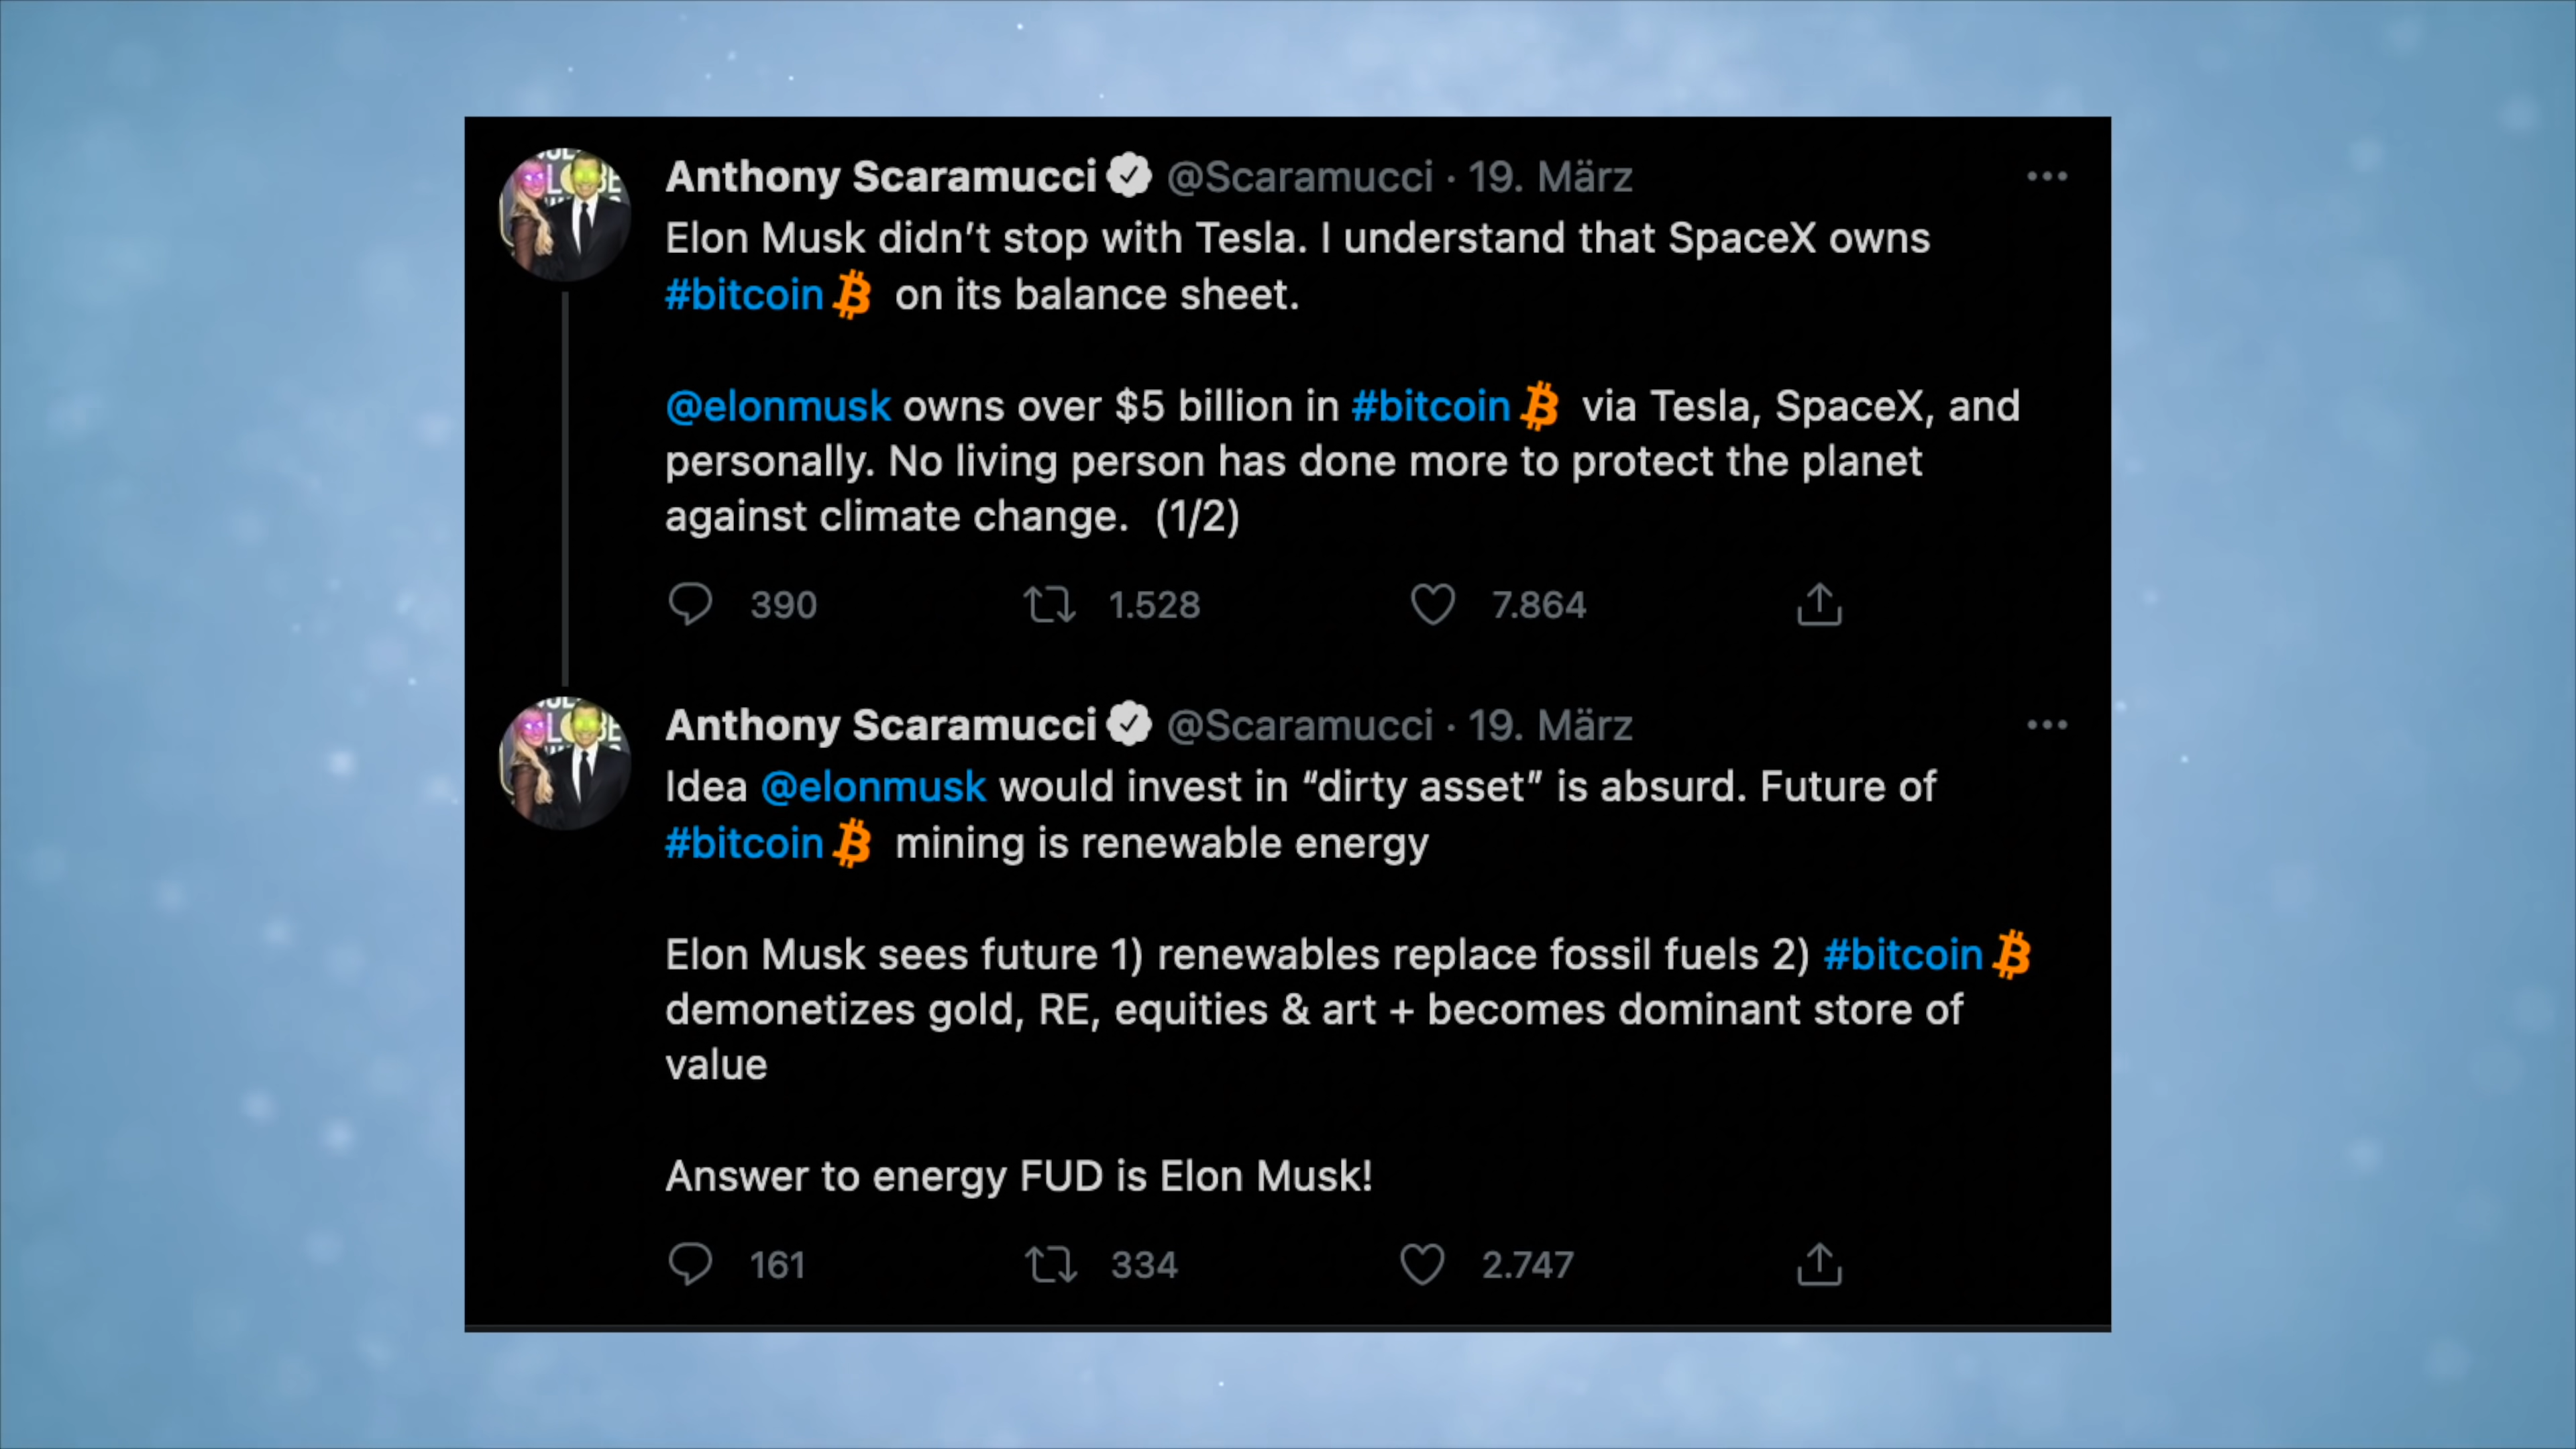 Anthony Scaramucci @Scaramucci · 19. März
Elon Musk didn’t stop with Tesla. I understand that SpaceX owns
#bitcoin on its balance sheet.
@elonmusk owns over $5 billion in #bitcoin via Tesla, SpaceX, and
personally. No living person has done more to protect the planet
against climate change. (1/2)
390 1.528 7.864
Anthony Scaramucci @Scaramucci · 19. März
Idea @elonmusk would invest in “dirty asset” is absurd. Future of
#bitcoin mining is renewable energy
Elon Musk sees future 1) renewables replace fossil fuels 2) #bitcoin
demonetizes gold, RE, equities & art + becomes dominant store of
value
Answer to energy FUD is Elon Musk!
161 334 2.747